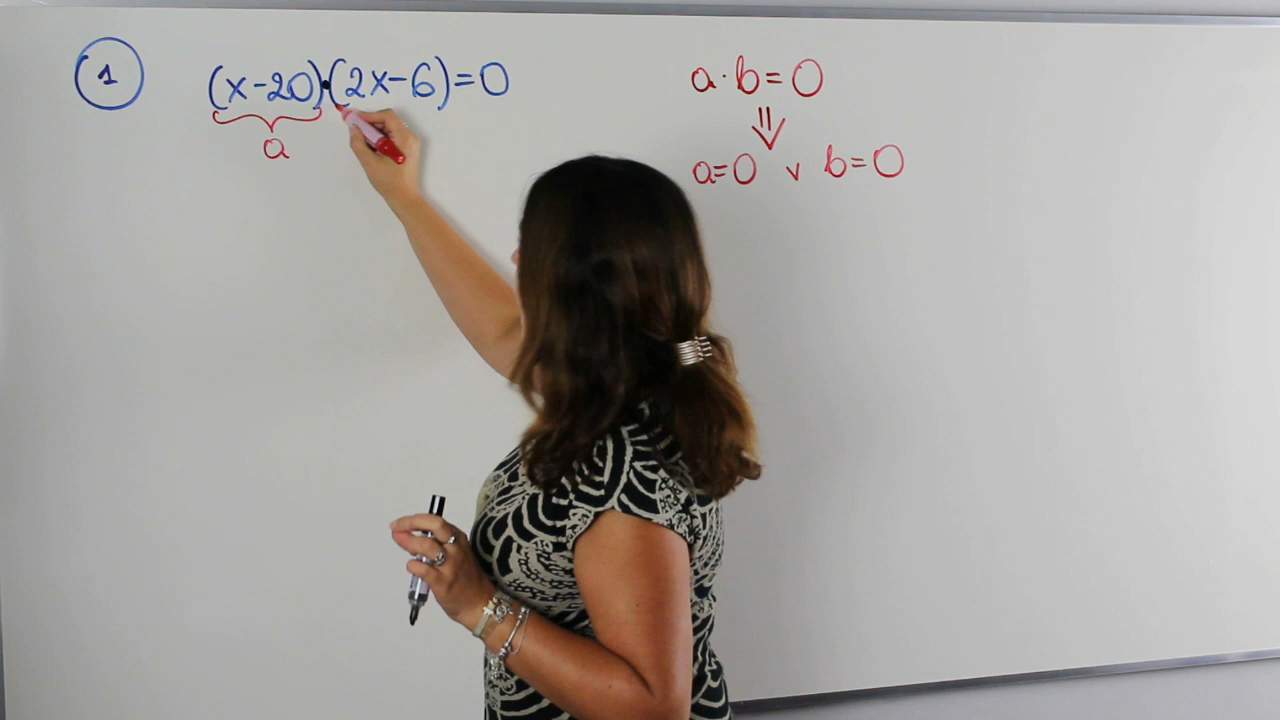 1
(x-20)·(2x-6)=0
a
a·b=0
⇓
a=0 v b=0